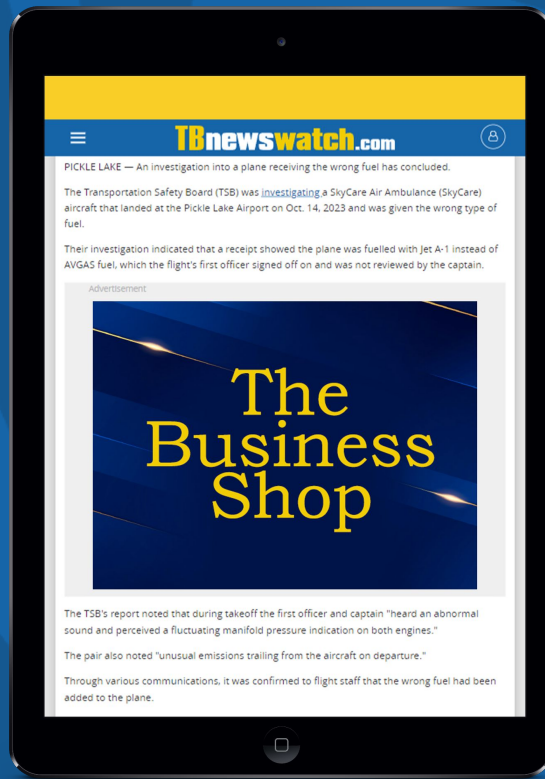 TBnewswatch.com
PICKLE LAKE — An investigation into a plane receiving the wrong fuel has concluded.
The Transportation Safety Board (TSB) was investigating a SkyCare Air Ambulance (SkyCare)
aircraft that landed at the Pickle Lake Airport on Oct. 14, 2023 and was given the wrong type of
fuel.
Their investigation indicated that a receipt showed the plane was fuelled with Jet A-1 instead of
AVGAS fuel, which the flight's first officer signed off on and was not reviewed by the captain.
Advertisement
The
Business
Shop
The TSB's report noted that during takeoff the first officer and captain "heard an abnormal
sound and perceived a fluctuating manifold pressure indication on both engines."
The pair also noted "unusual emissions trailing from the aircraft on departure."
Through various communications, it was confirmed to flight staff that the wrong fuel had been
added to the plane.